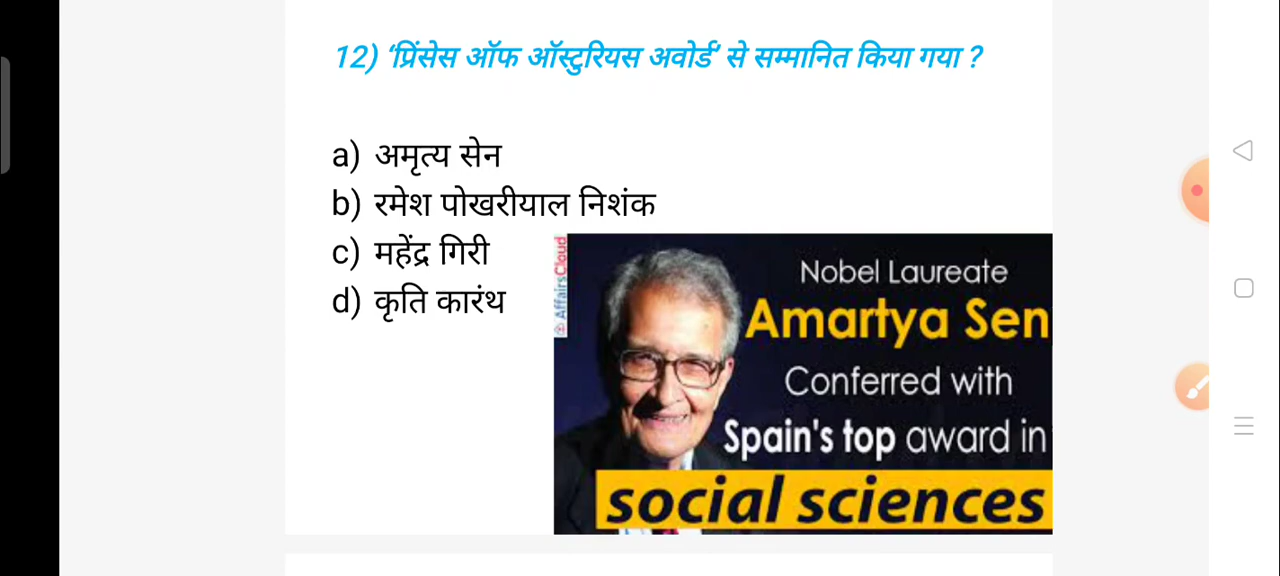 12) ‘प्रिंसेस ऑफ ऑस्टुरियस अवोर्ड’ से सम्मानित किया गया ?
a) अमृत्य सेन
b) रमेश पोखरीयाल निशंक
c) महेंद्र गिरी
d) कृति कारंथ
AffairsCloud
Nobel Laureate
Amartya Sen
Conferred with
Spain's top award in
social sciences